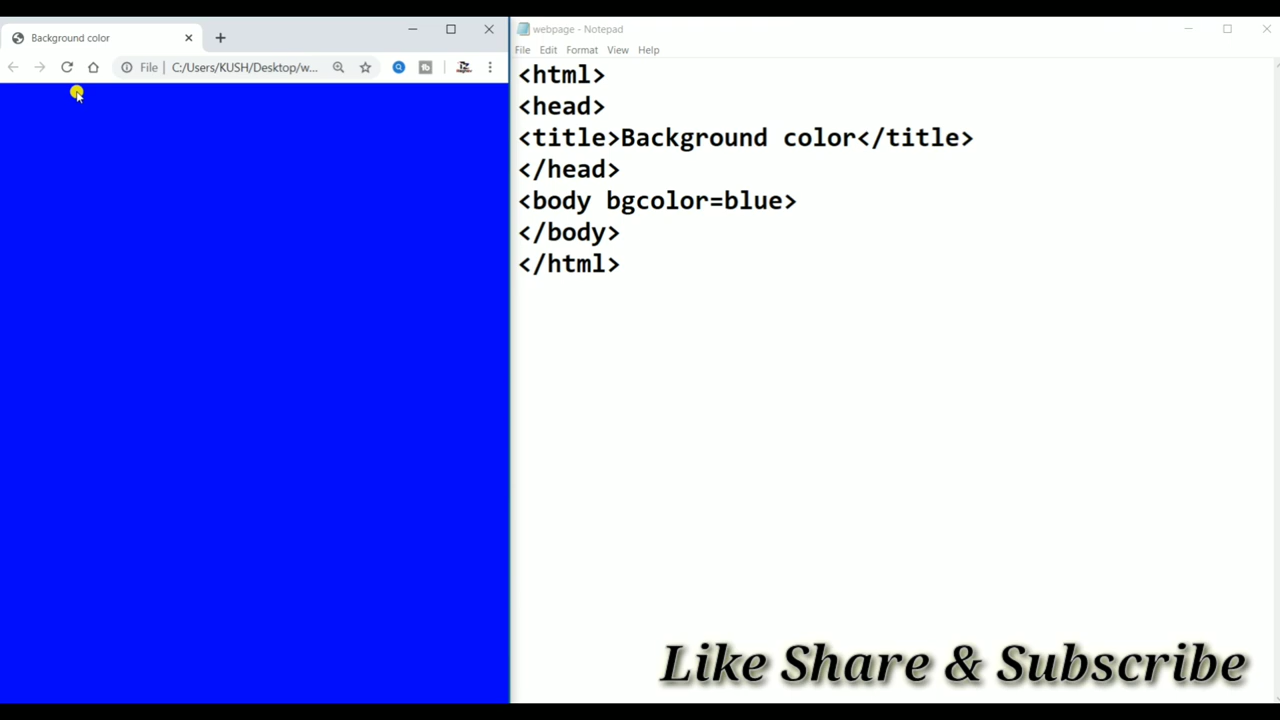 Background color
File
C:/Users/KUSH/Desktop/w...
webpage - Notepad
File Edit Format View Help
<html>
<head>
<title>Background color</title>
</head>
<body bgcolor=blue>
</body>
</html>
Like Share & Subscribe